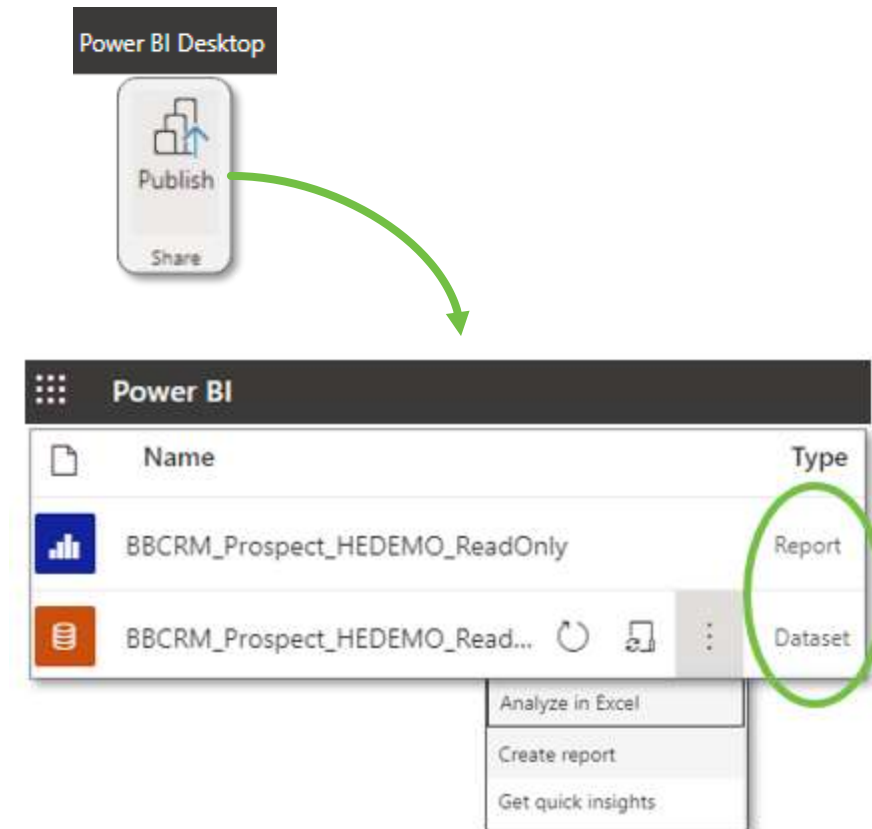 Power BI Desktop
Publish
Share
Power BI
Name Type
BBCRM_Prospect_HEDEMO_ReadOnly Report
BBCRM_Prospect_HEDEMO_Read... Dataset
Analyze in Excel
Create report
Get quick insights